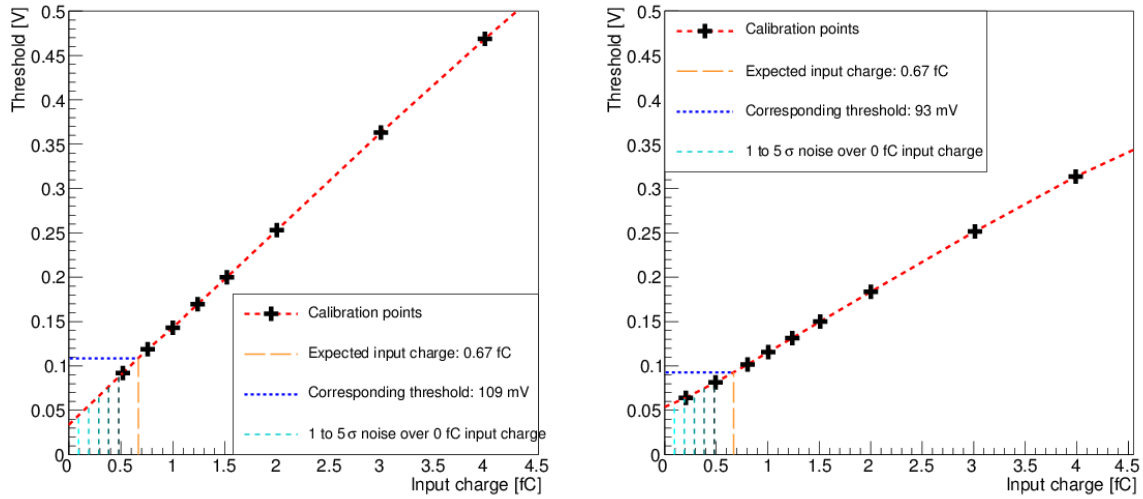 Threshold [V]
0.5
0.45
0.4
0.35
0.3
0.25
0.2
0.15
0.1
0.05
0
Calibration points
Expected input charge: 0.67 fC
Corresponding threshold: 109 mV
1 to 5 σ noise over 0 fC input charge
0 0.5 1 1.5 2 2.5 3 3.5 4 4.5
Input charge [fC]
Threshold [V]
0.5
0.45
0.4
0.35
0.3
0.25
0.2
0.15
0.1
0.05
0
Calibration points
Expected input charge: 0.67 fC
Corresponding threshold: 93 mV
1 to 5 σ noise over 0 fC input charge
0 0.5 1 1.5 2 2.5 3 3.5 4 4.5
Input charge [fC]